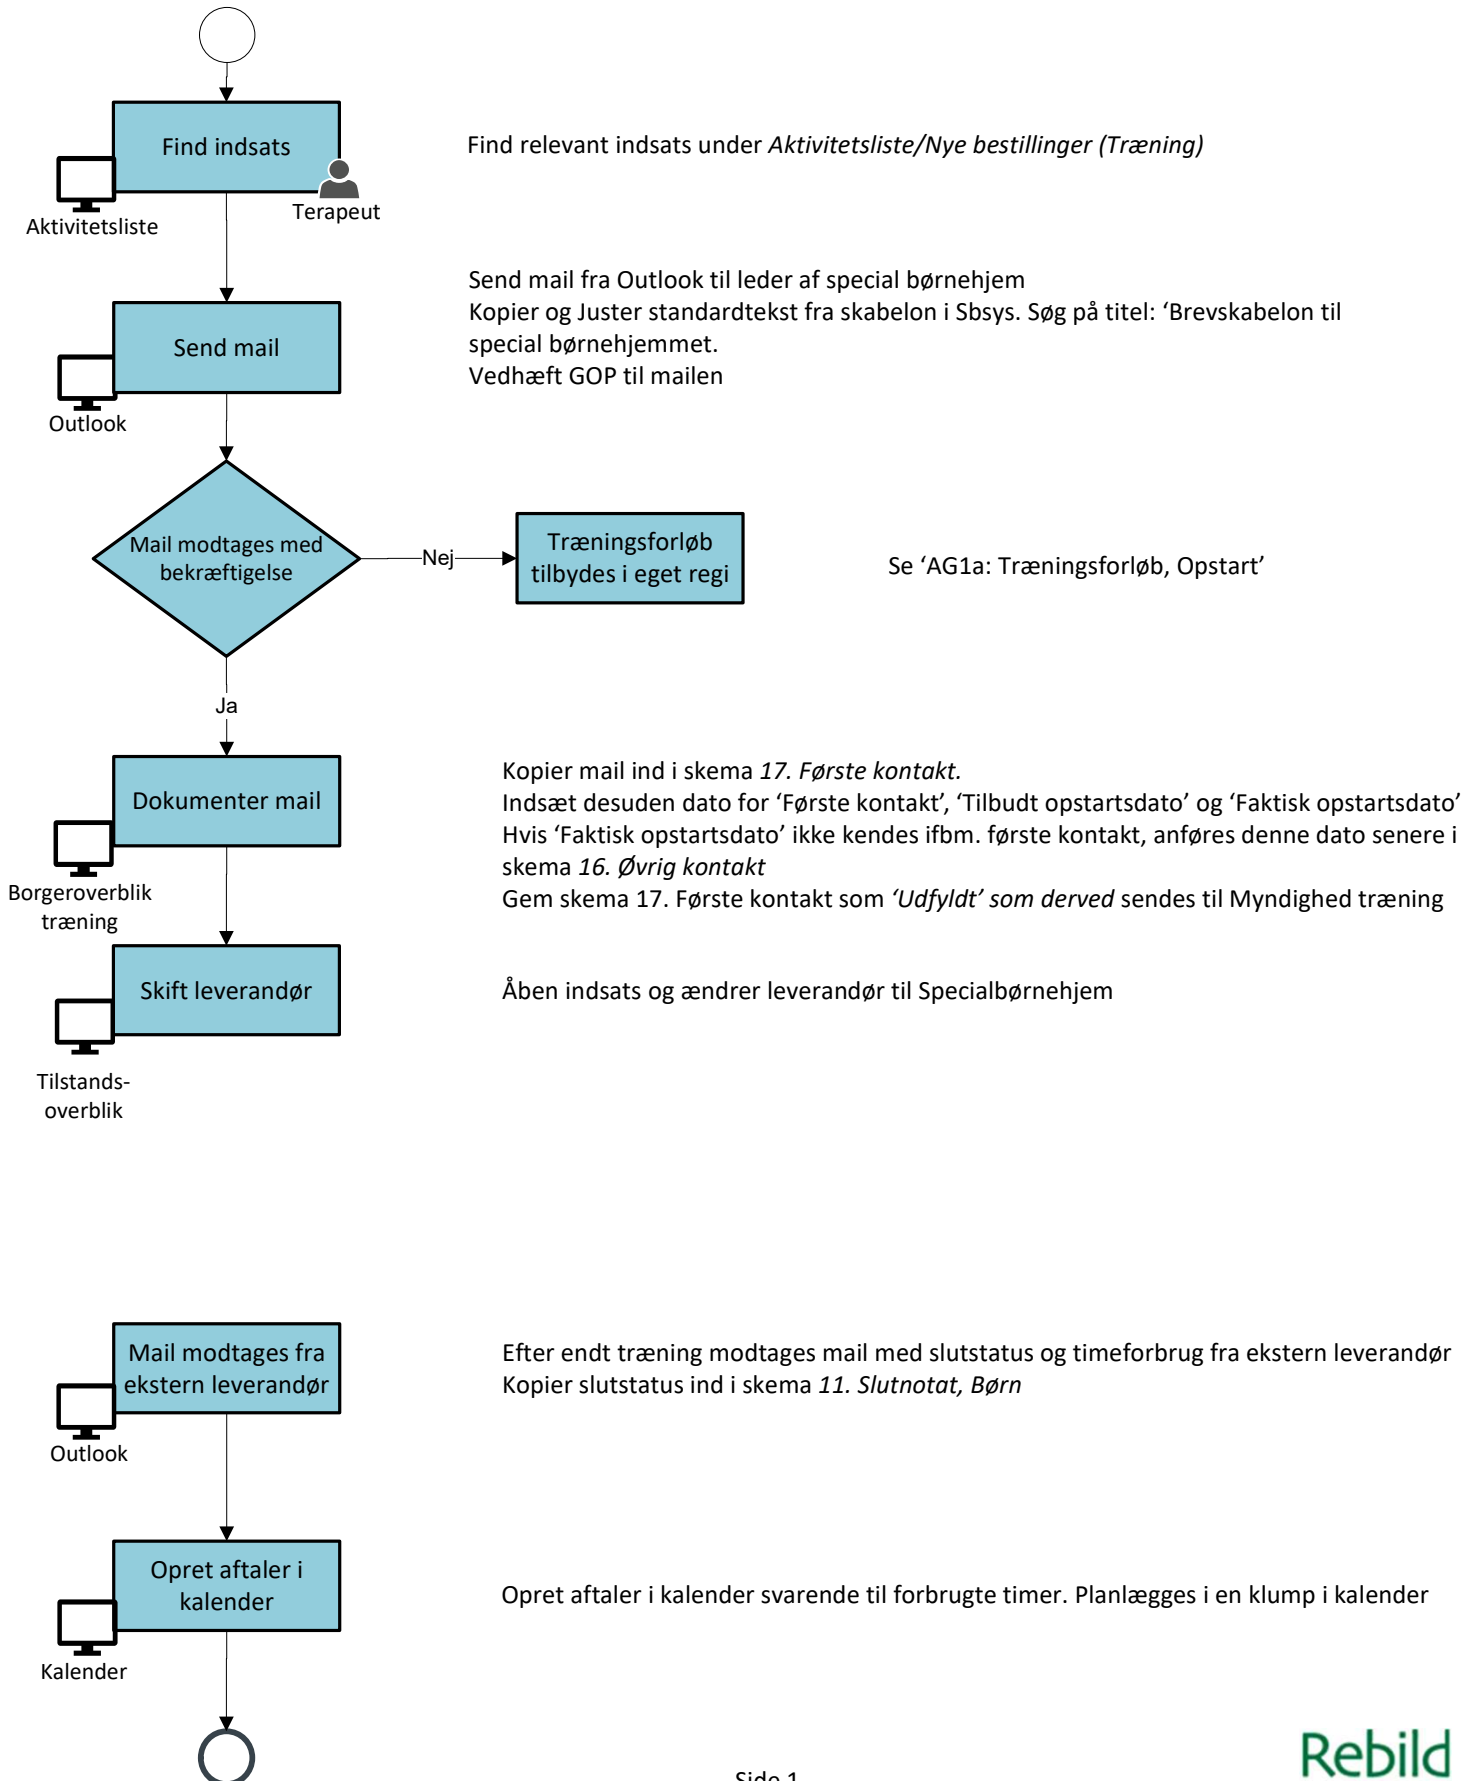 Find indsats
Find relevant indsats under Aktivitetsliste/Nye bestillinger (Træning)
Aktivitetsliste
Terapeut
Send mail fra Outlook til leder af special børnehjem
Kopier og Juster standardtekst fra skabelon i Sbsys. Søg på titel: ‘Brevskabelon til
special børnehjemmet.
Vedhæft GOP til mailen
Send mail
Outlook
Mail modtages med
bekræftigelse
Nej
Træningsforløb
tilbydes i eget regi
Se ‘AG1a: Træningsforløb, Opstart’
Ja
Dokumenter mail
Borgeroverblik
træning
Kopier mail ind i skema 17. Første kontakt.
Indsæt desuden dato for ‘Første kontakt’, ‘Tilbudt opstartsdato’ og ‘Faktisk opstartsdato’
Hvis ‘Faktisk opstartsdato’ ikke kendes ifbm. første kontakt, anføres denne dato senere i
skema 16. Øvrig kontakt
Gem skema 17. Første kontakt som ‘Udfyldt’ som derved sendes til Myndighed træning
Skift leverandør
Åben indsats og ændrer leverandør til Specialbørnehjem
Tilstands-
overblik
Mail modtages fra
ekstern leverandør
Outlook
Efter endt træning modtages mail med slutstatus og timeforbrug fra ekstern leverandør
Kopier slutstatus ind i skema 11. Slutnotat, Børn
Opret aftaler i
kalender
Kalender
Opret aftaler i kalender svarende til forbrugte timer. Planlægges i en klump i kalender
Side 1
Rebild